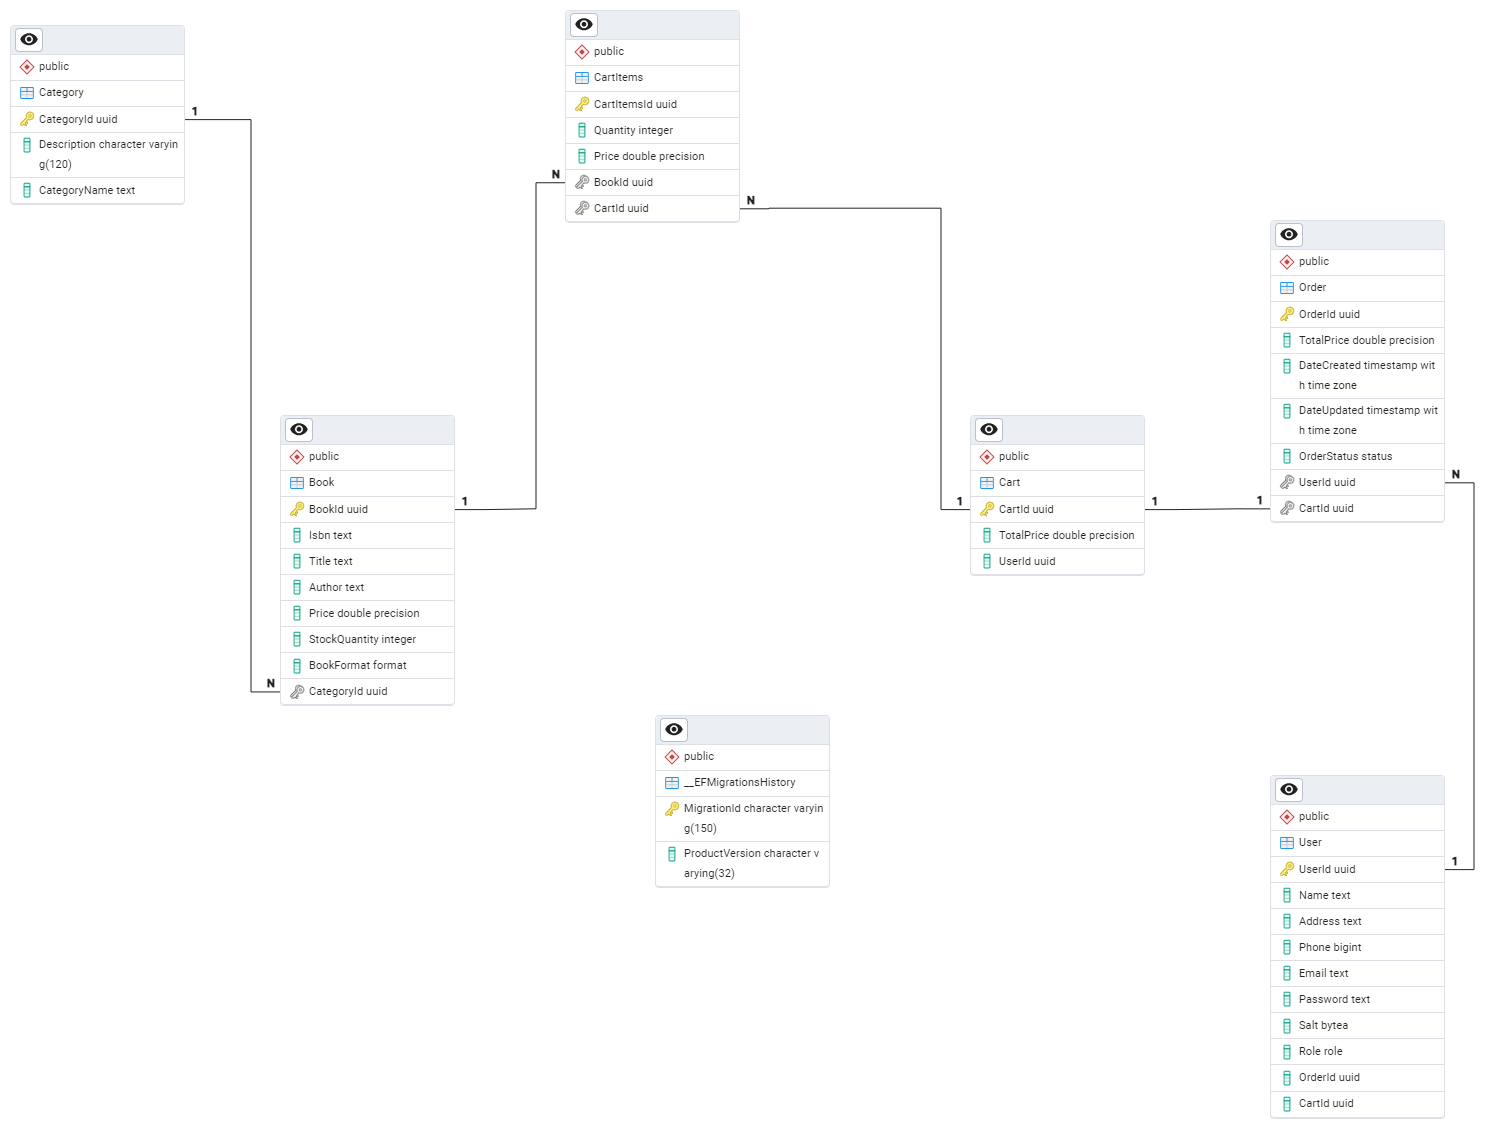 public
Category
CategoryId uuid
Description character varyin
g(120)
CategoryName text
1
public
CartItems
CartItemsId uuid
Quantity integer
Price double precision
BookId uuid
CartId uuid
N
N
public
Book
BookId uuid
Isbn text
Title text
Author text
Price double precision
StockQuantity integer
BookFormat format
CategoryId uuid
1
N
public
Cart
CartId uuid
TotalPrice double precision
UserId uuid
1
1
public
Order
OrderId uuid
TotalPrice double precision
DateCreated timestamp wit
h time zone
DateUpdated timestamp wit
h time zone
OrderStatus status
UserId uuid
CartId uuid
N
1
public
__EFMigrationsHistory
MigrationId character varyin
g(150)
ProductVersion character v
arying(32)
public
User
UserId uuid
Name text
Address text
Phone bigint
Email text
Password text
Salt bytea
Role role
OrderId uuid
CartId uuid
1